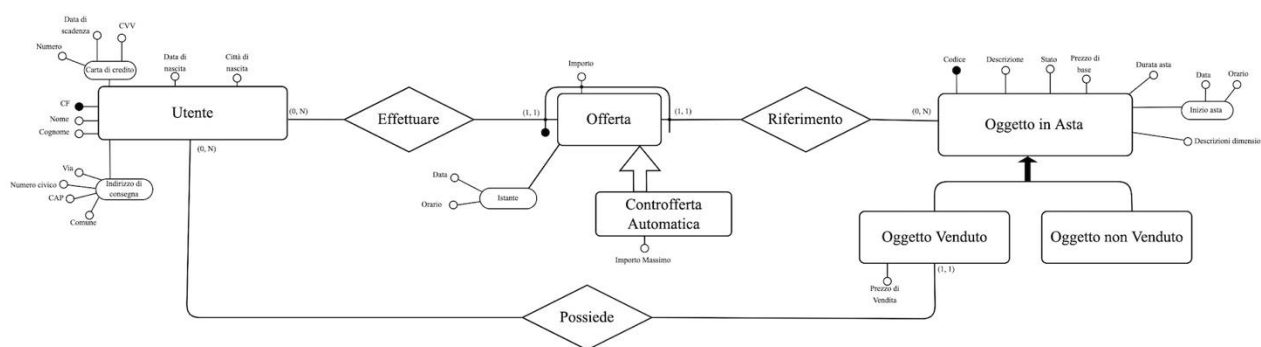 Data di
scadenza
CVV
Numero
Carta di credito
Data di
nascita
Città di
nascita
CF
Nome
Cognome
Utente
(0, N)
(0, N)
Via
Numero civico
CAP
Comune
Indirizzo di
consegna
Effettuare
Importo
(1, 1)
Offerta
(1, 1)
Data
Orario
Istante
Controfferta
Automatica
Importo Massimo
Riferimento
(0, N)
Codice
Descrizione
Stato
Prezzo di
base
Durata asta
Data
Orario
Inizio asta
Oggetto in Asta
Descrizioni dimensio
Oggetto Venduto
Oggetto non Venduto
(1, 1)
Prezzo di
Vendita
Possiede